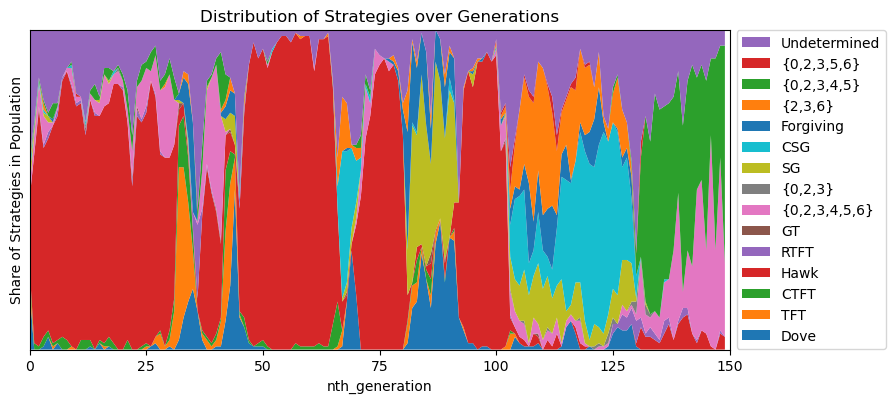 Distribution of Strategies over Generations
Share of Strategies in Population
0 25 50 75 100 125 150
nth_generation
Undetermined
{0,2,3,5,6}
{0,2,3,4,5}
{2,3,6}
Forgiving
CSG
SG
{0,2,3}
{0,2,3,4,5,6}
GT
RTFT
Hawk
CTFT
TFT
Dove